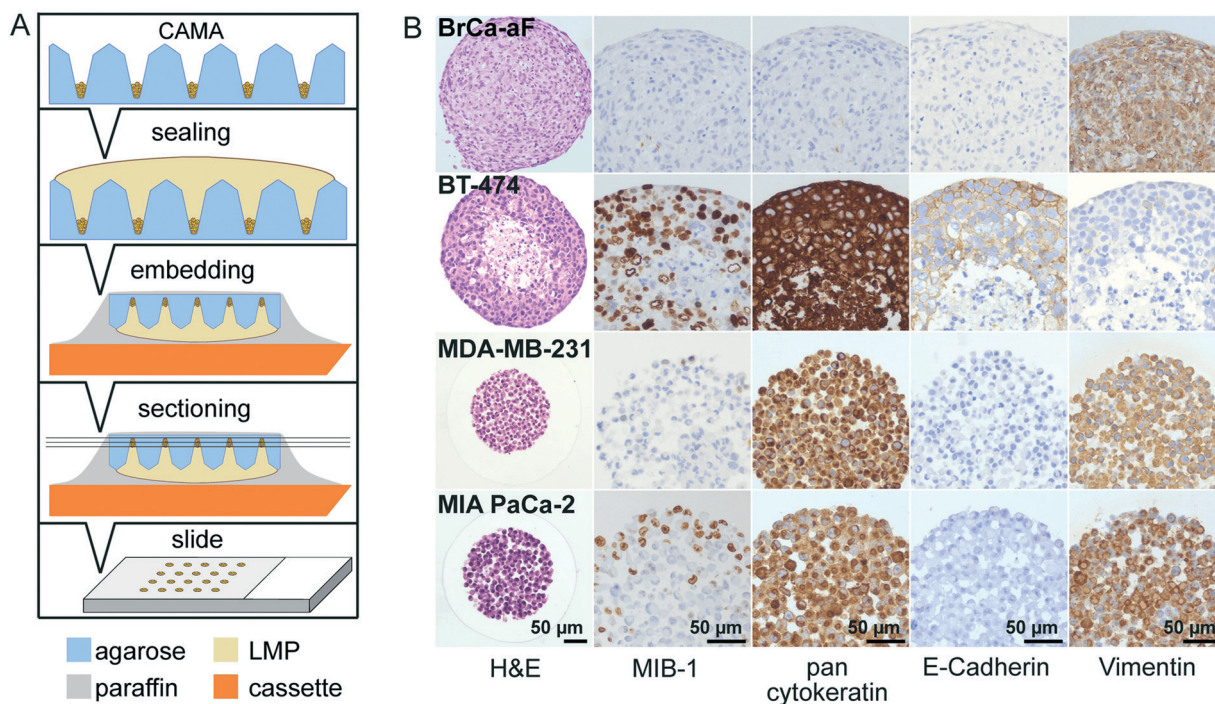 A
CAMA
sealing
embedding
sectioning
slide
agarose
LMP
paraffin
cassette
B
BrCa-aF
BT-474
MDA-MB-231
MIA PaCa-2
50 µm
50 µm
50 µm
50 µm
50 µm
H&E
MIB-1
pan
cytokeratin
E-Cadherin
Vimentin